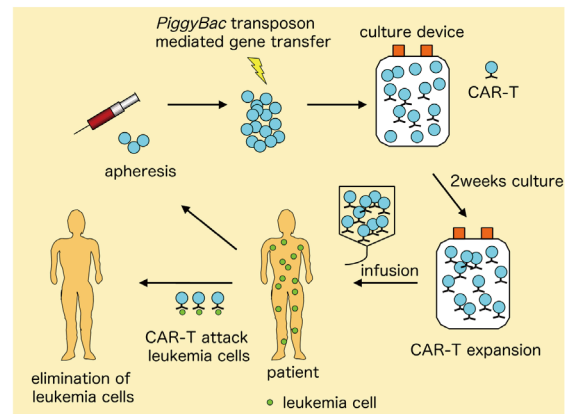 PiggyBac transposon
mediated gene transfer
culture device
CAR-T
apheresis
2weeks culture
infusion
CAR-T attack
leukemia cells
CAR-T expansion
patient
elimination of
leukemia cells
leukemia cell